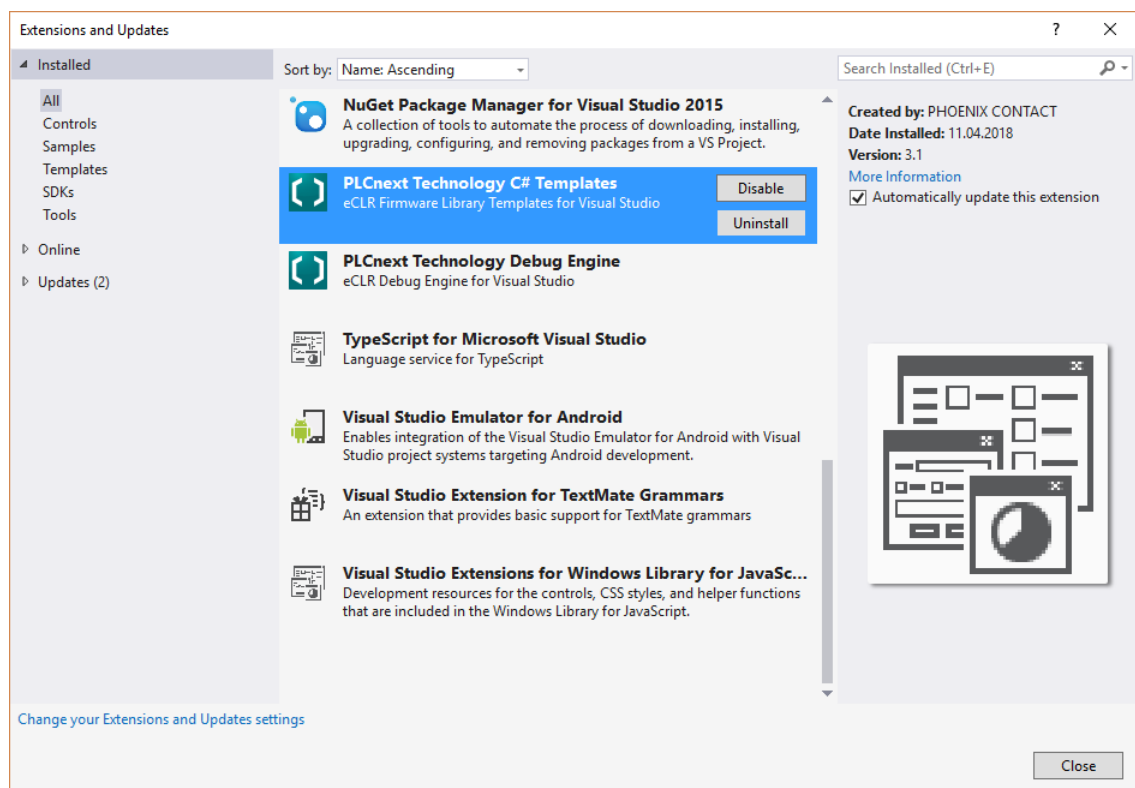 Extensions and Updates
?
Installed
All
Controls
Samples
Templates
SDKs
Tools
Online
Updates (2)
Sort by: Name: Ascending
NuGet Package Manager for Visual Studio 2015
A collection of tools to automate the process of downloading, installing,
upgrading, configuring, and removing packages from a VS Project.
PLCnext Technology C# Templates
eCLR Firmware Library Templates for Visual Studio
Disable
Uninstall
PLCnext Technology Debug Engine
eCLR Debug Engine for Visual Studio
TypeScript for Microsoft Visual Studio
Language service for TypeScript
Visual Studio Emulator for Android
Enables integration of the Visual Studio Emulator for Android with Visual
Studio project systems targeting Android development.
Visual Studio Extension for TextMate Grammars
An extension that provides basic support for TextMate grammars
Visual Studio Extensions for Windows Library for JavaSc...
Development resources for the controls, CSS styles, and helper functions
that are included in the Windows Library for JavaScript.
Search Installed (Ctrl+E)
Created by: PHOENIX CONTACT
Date Installed: 11.04.2018
Version: 3.1
More Information
Automatically update this extension
Change your Extensions and Updates settings
Close